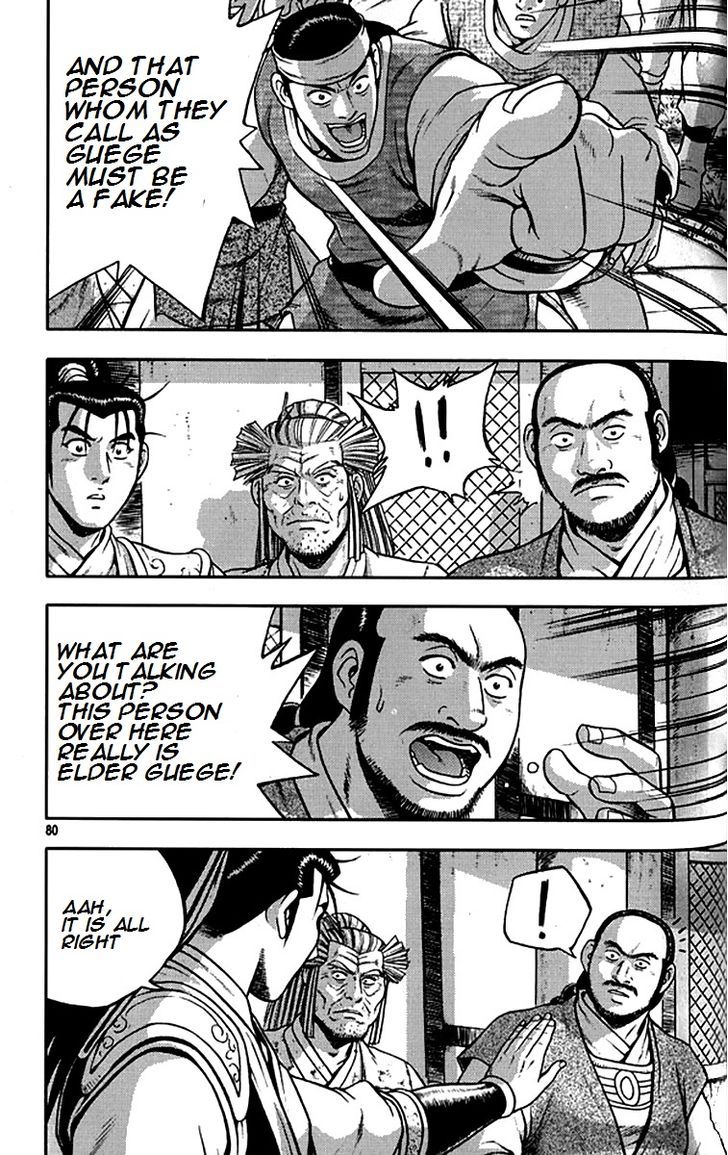 AND THAT
PERSON
WHOM THEY
CALL AS
GUEGE
MUST BE
A FAKE!
!!
WHAT ARE
YOU TALKING
ABOUT?
THIS PERSON
OVER HERE
REALLY IS
ELDER GUEGE!
80
AAH,
IT IS ALL
RIGHT
!